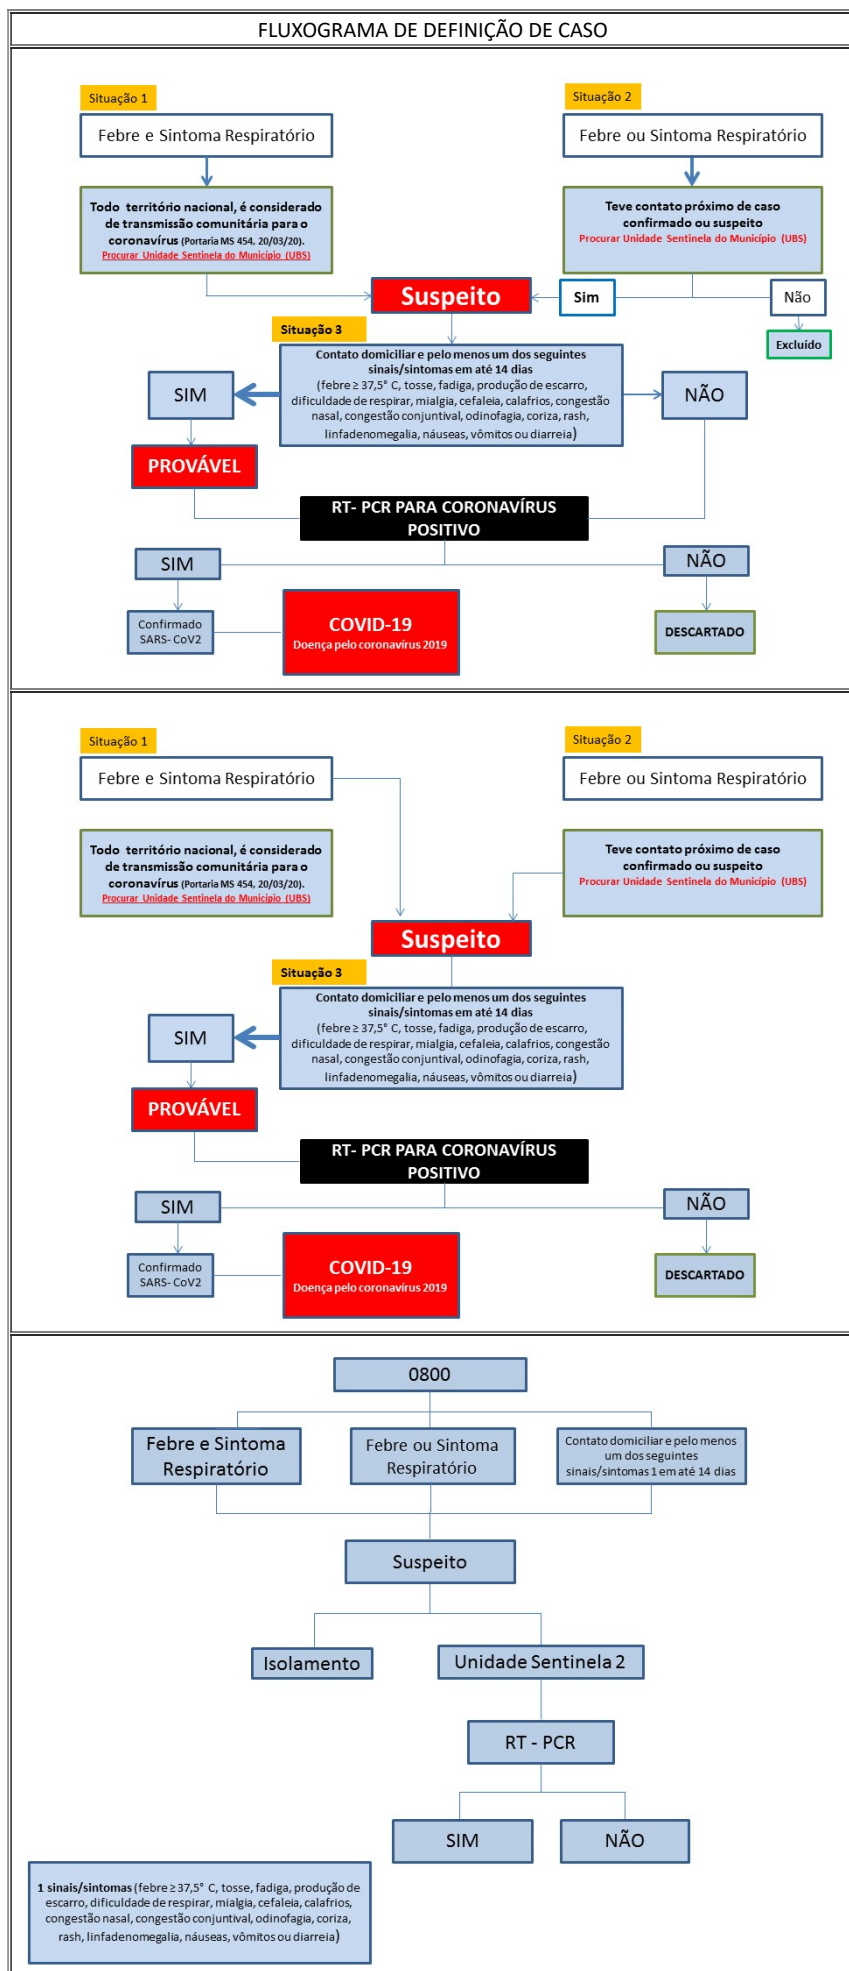 FLUXOGRAMA DE DEFINIÇÃO DE CASO
Situação 1
Situação 2
Febre e Sintoma Respiratório
Febre ou Sintoma Respiratório
Todo território nacional, é considerado
de transmissão comunitária para o
coronavírus (Portaria MS 454, 20/03/20).
Procurar Unidade Sentinela do Município (UBS)
Teve contato próximo de caso
confirmado ou suspeito
Procurar Unidade Sentinela do Município (UBS)
Suspeito
Sim
Não
Excluído
Situação 3
Contato domiciliar e pelo menos um dos seguintes
sinais/sintomas em até 14 dias
(febre ≥ 37,5° C, tosse, fadiga, produção de escarro,
dificuldade de respirar, mialgia, cefaleia, calafrios, congestão
nasal, congestão conjuntival, odinofagia, coriza, rash,
linfadenomegalia, náuseas, vômitos ou diarreia)
SIM
NÃO
PROVÁVEL
RT- PCR PARA CORONAVÍRUS
POSITIVO
SIM
NÃO
Confirmado
SARS- CoV2
COVID-19
Doença pelo coronavírus 2019
DESCARTADO
Situação 1
Situação 2
Febre e Sintoma Respiratório
Febre ou Sintoma Respiratório
Todo território nacional, é considerado
de transmissão comunitária para o
coronavírus (Portaria MS 454, 20/03/20).
Procurar Unidade Sentinela do Município (UBS)
Teve contato próximo de caso
confirmado ou suspeito
Procurar Unidade Sentinela do Município (UBS)
Suspeito
Situação 3
Contato domiciliar e pelo menos um dos seguintes
sinais/sintomas em até 14 dias
(febre ≥ 37,5° C, tosse, fadiga, produção de escarro,
dificuldade de respirar, mialgia, cefaleia, calafrios, congestão
nasal, congestão conjuntival, odinofagia, coriza, rash,
linfadenomegalia, náuseas, vômitos ou diarreia)
SIM
PROVÁVEL
RT- PCR PARA CORONAVÍRUS
POSITIVO
SIM
NÃO
Confirmado
SARS- CoV2
COVID-19
Doença pelo coronavírus 2019
DESCARTADO
0800
Febre e Sintoma
Respiratório
Febre ou Sintoma
Respiratório
Contato domiciliar e pelo menos
um dos seguintes
sinais/sintomas 1 em até 14 dias
Suspeito
Isolamento
Unidade Sentinela 2
RT - PCR
SIM
NÃO
1 sinais/sintomas (febre ≥ 37,5° C, tosse, fadiga, produção de
escarro, dificuldade de respirar, mialgia, cefaleia, calafrios,
congestão nasal, congestão conjuntival, odinofagia, coriza,
rash, linfadenomegalia, náuseas, vômitos ou diarreia)